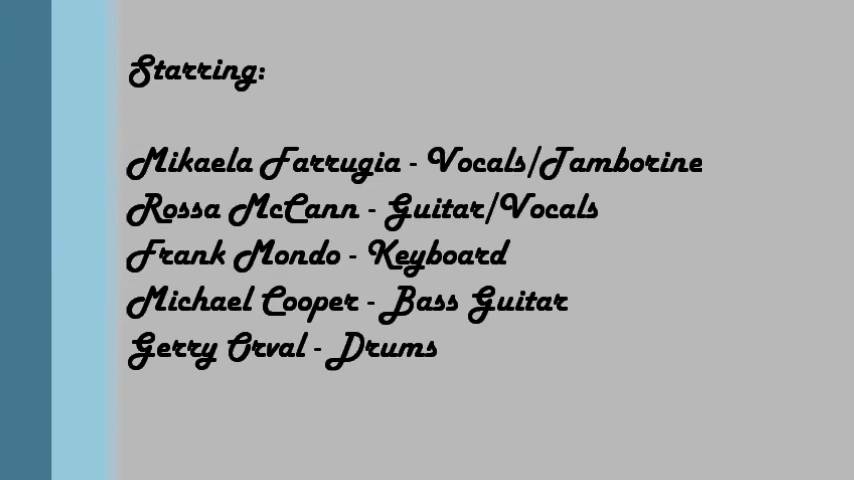 Starring:
Mikaela Farrugia - Vocals/Tamborine
Rossa McCann - Guitar/Vocals
Frank Mondo - Keyboard
Michael Cooper - Bass Guitar
Gerry Orval - Drums